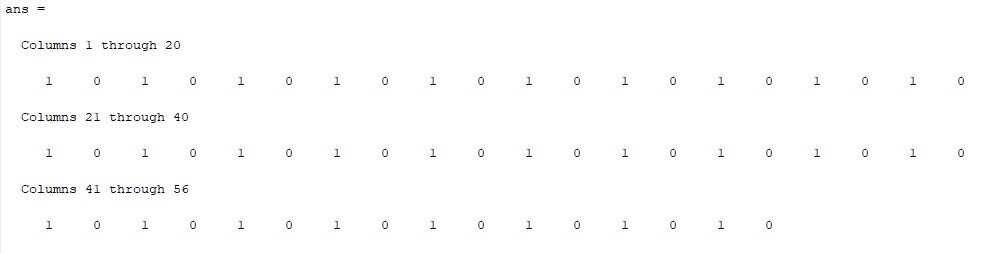 ans =
Columns 1 through 20
1 0 1 0 1 0 1 0 1 0 1 0 1 0 1 0 1 0 1 0
Columns 21 through 40
1 0 1 0 1 0 1 0 1 0 1 0 1 0 1 0 1 0 1 0
Columns 41 through 56
1 0 1 0 1 0 1 0 1 0 1 0 1 0 1 0